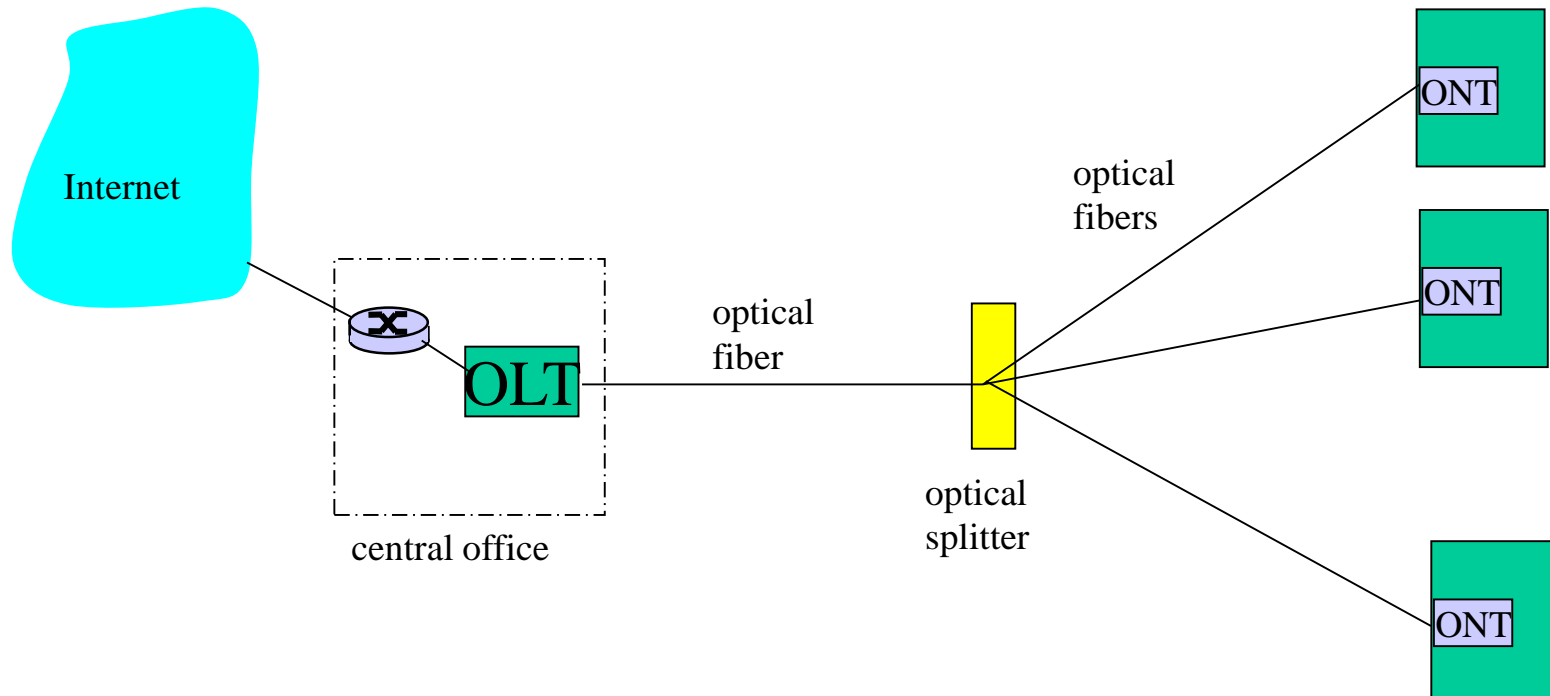 Internet
OLT
central office
optical
fiber
optical
splitter
optical
fibers
ONT
ONT
ONT